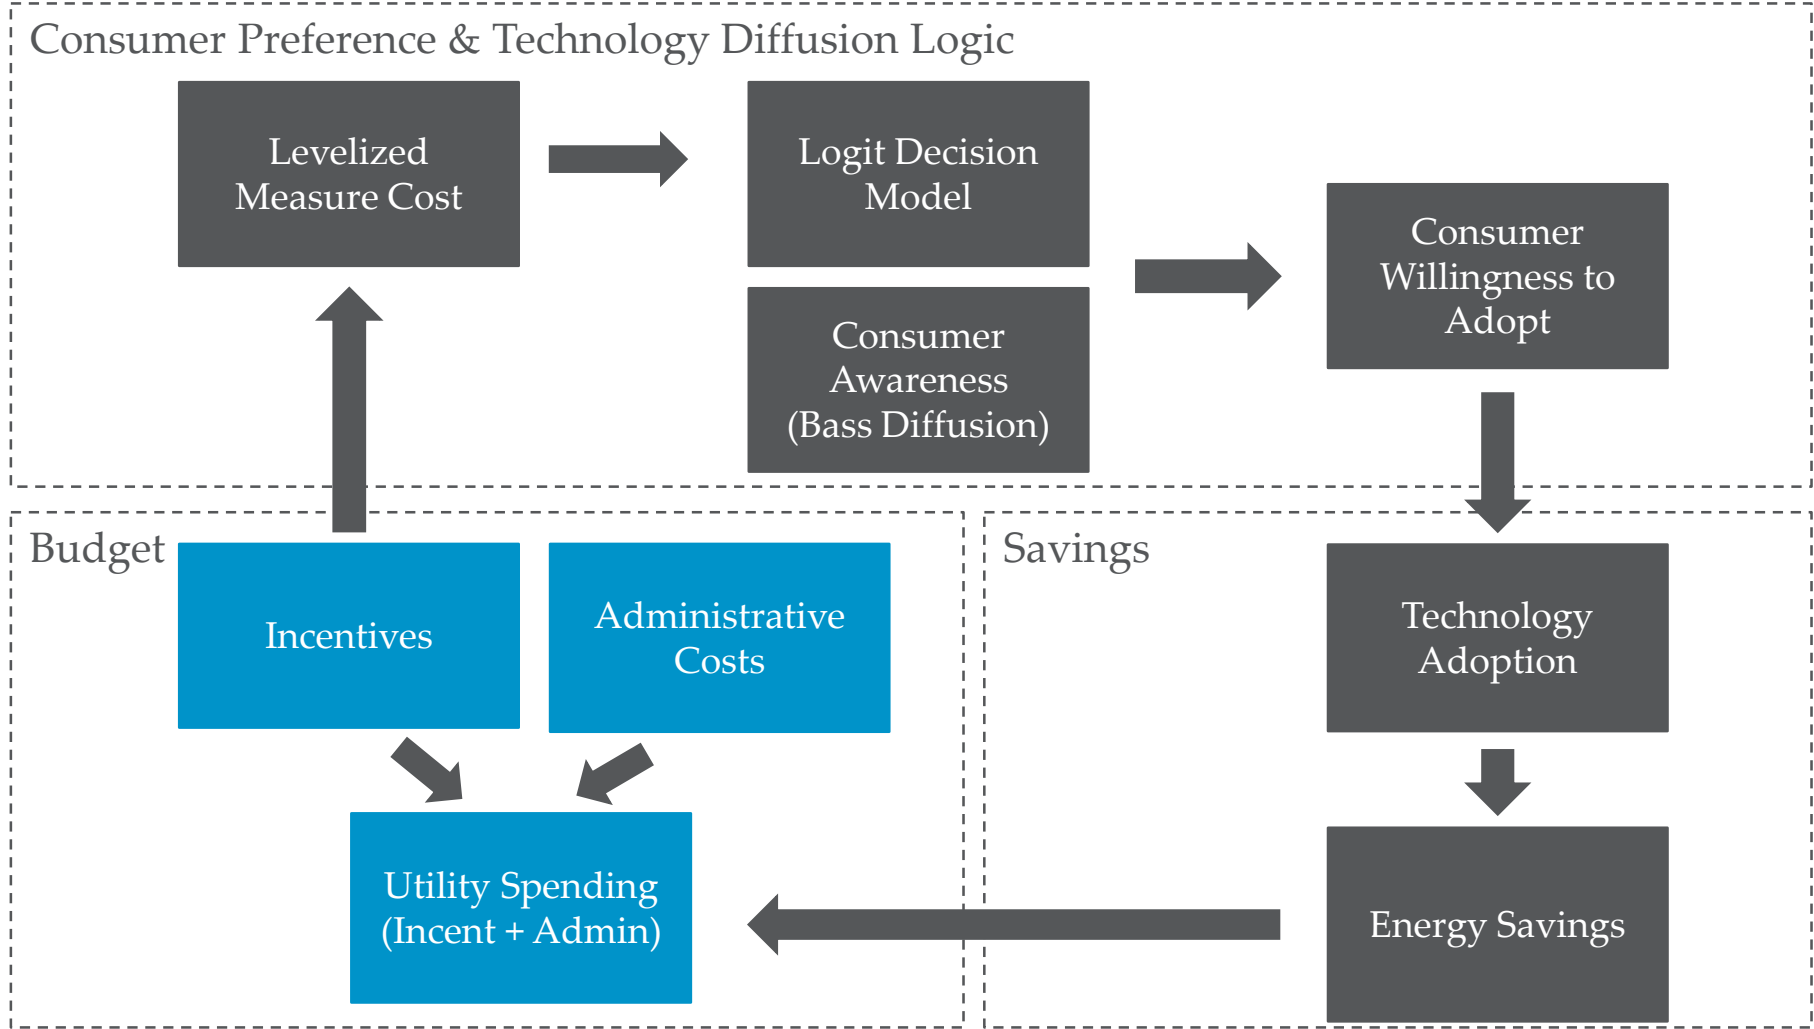 Consumer Preference & Technology Diffusion Logic
Levelized
Measure Cost
Logit Decision
Model
Consumer
Awareness
(Bass Diffusion)
Consumer
Willingness to
Adopt
Budget
Incentives
Administrative
Costs
Utility Spending
(Incent + Admin)
Savings
Technology
Adoption
Energy Savings